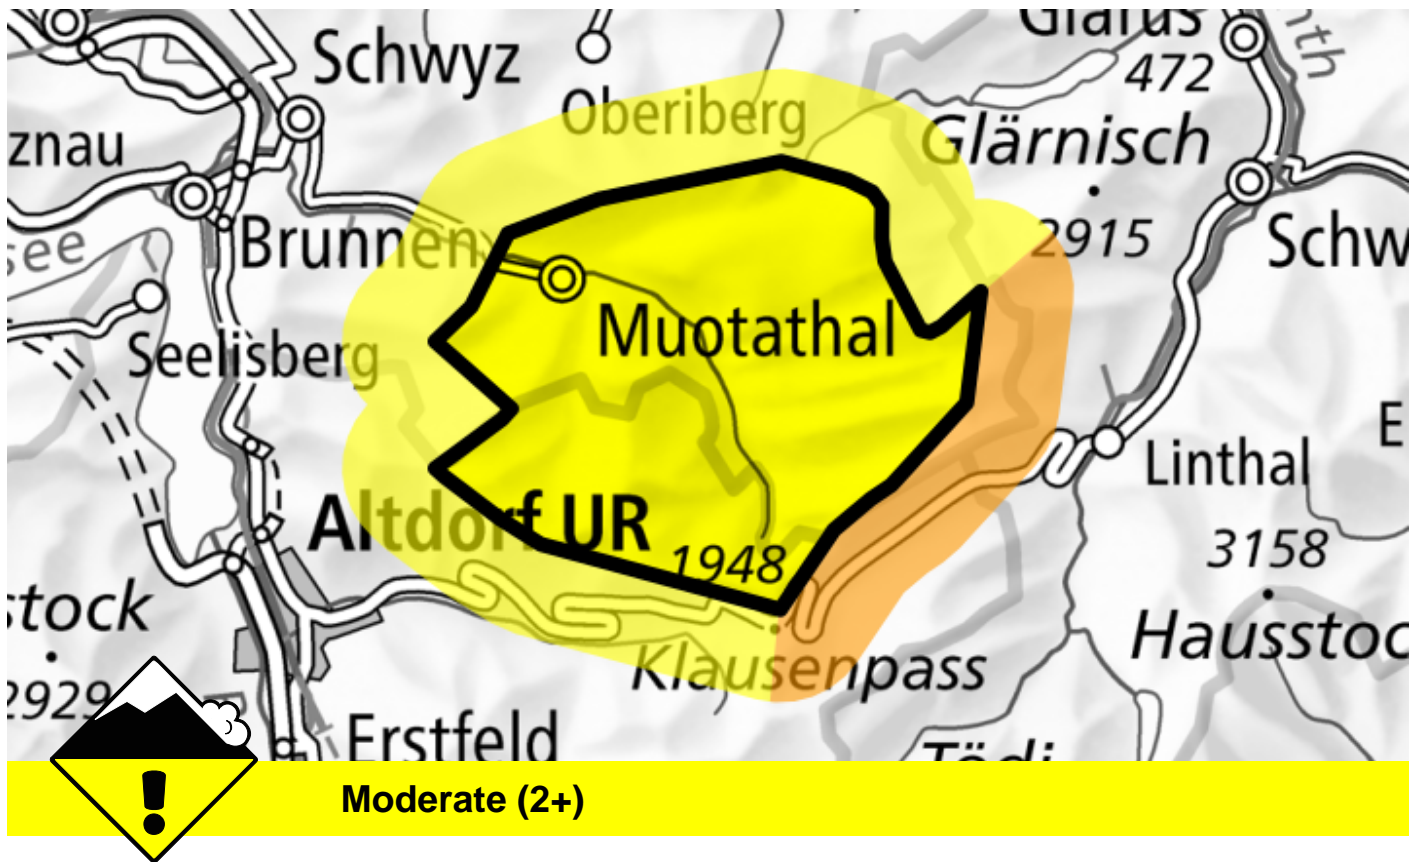 Glarus
nth
Schwyz
472
Oberiberg
znau
Glärnisch
2915
see
Brunnen
Schw
Muotathal
Seelisberg
E
Linthal
Altdorf UR
1948
3158
stock
Klausenpass
Hausstoc
2929
Erstfeld
Tödi
!
Moderate (2+)